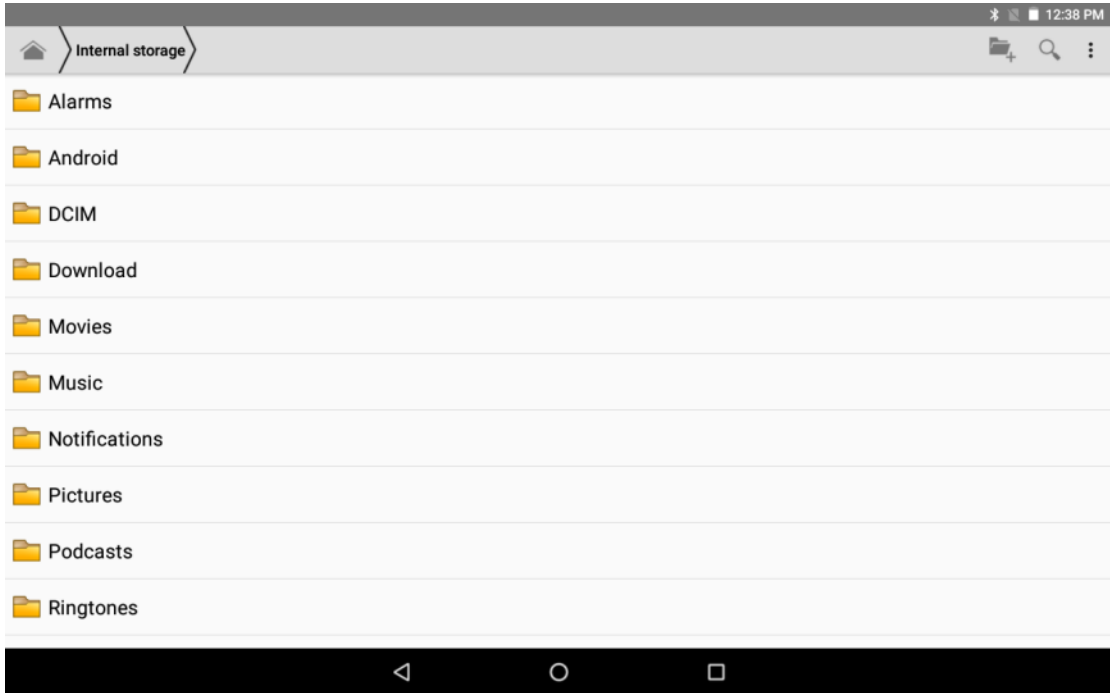 12:38 PM
Internal storage
Alarms
Android
DCIM
Download
Movies
Music
Notifications
Pictures
Podcasts
Ringtones